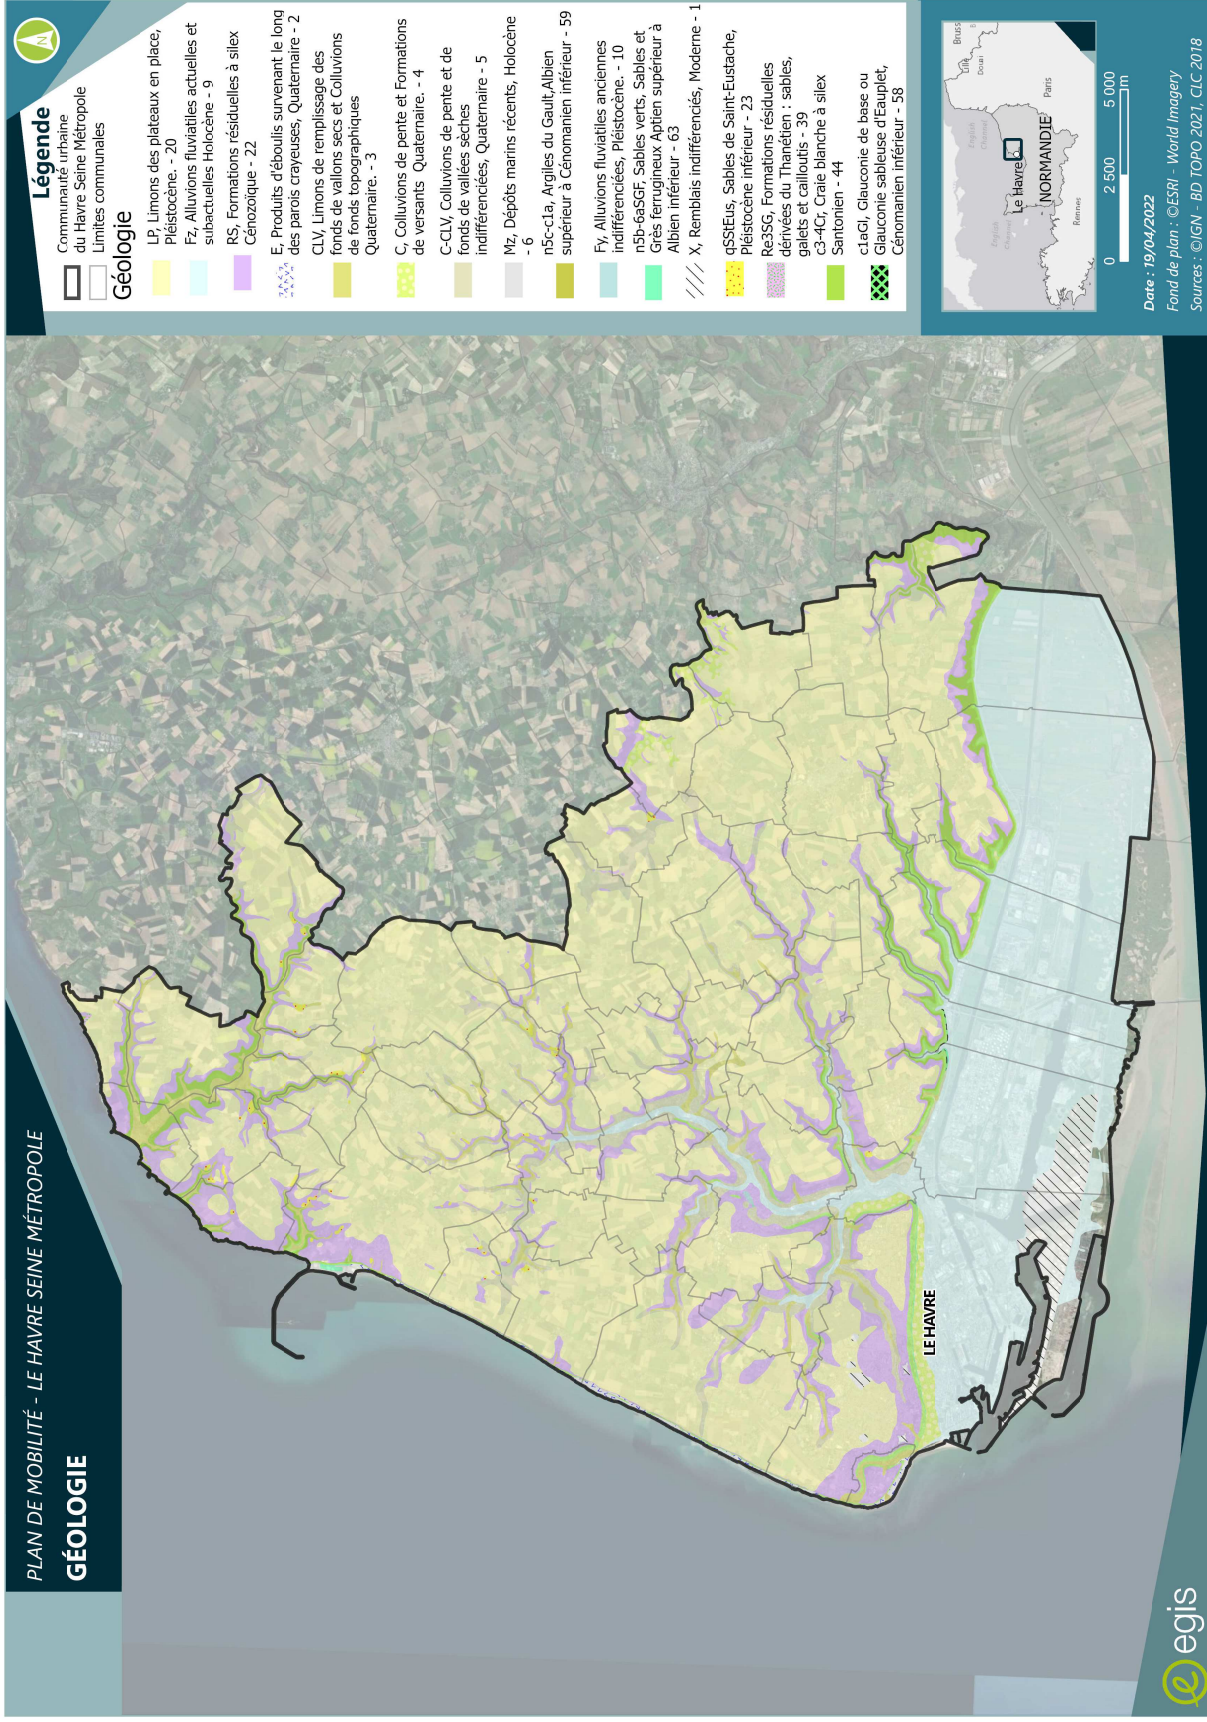 PLAN DE MOBILITÉ - LE HAVRE SEINE MÉTROPOLE
GÉOLOGIE
LE HAVRE
N
Légende
Communauté urbaine
du Havre Seine Métropole
Limites communales
Géologie
LP, Limons des plateaux en place,
Pléistocène. - 20
Fz, Alluvions fluviatiles actuelles et
subactuelles Holocène - 9
RS, Formations résiduelles à silex
Cénozoïque - 22
E, Produits d'éboulis survenant le long
des parois crayeuses, Quaternaire - 2
CLV, Limons de remplissage des
fonds de vallons secs et Colluvions
de fonds topographiques
Quaternaire. - 3
C, Colluvions de pente et Formations
de versants Quaternaire. - 4
C-CLV, Colluvions de pente et de
fonds de vallées sèches
indifférenciées, Quaternaire - 5
Mz, Dépôts marins récents, Holocène
- 6
n5c-c1a, Argiles du Gault,Albien
supérieur à Cénomanien inférieur - 59
Fy, Alluvions fluviatiles anciennes
indifférenciées, Pléistocène. - 10
n5b-6aSGF, Sables verts, Sables et
Grès ferrugineux Aptien supérieur à
Albien inférieur - 63
X, Remblais indifférenciés, Moderne - 1
qSStEus, Sables de Saint-Eustache,
Pléistocène inférieur - 23
Re3SG, Formations résiduelles
dérivées du Thanétien : sables,
galets et cailloutis - 39
c3-4Cr, Craie blanche à silex
Santonien - 44
c1aGl, Glauconie de base ou
Glauconie sableuse d'Eauplet,
Cénomanien inférieur - 58
English
Channel
English
Channel
Bruss
Lille
Douai
Paris
Le Havre
NORMANDIE
Rennes
0 2 500 5 000
m
Date : 19/04/2022
Fond de plan : ©ESRI - World Imagery
Sources : ©IGN - BD TOPO 2021, CLC 2018
egis